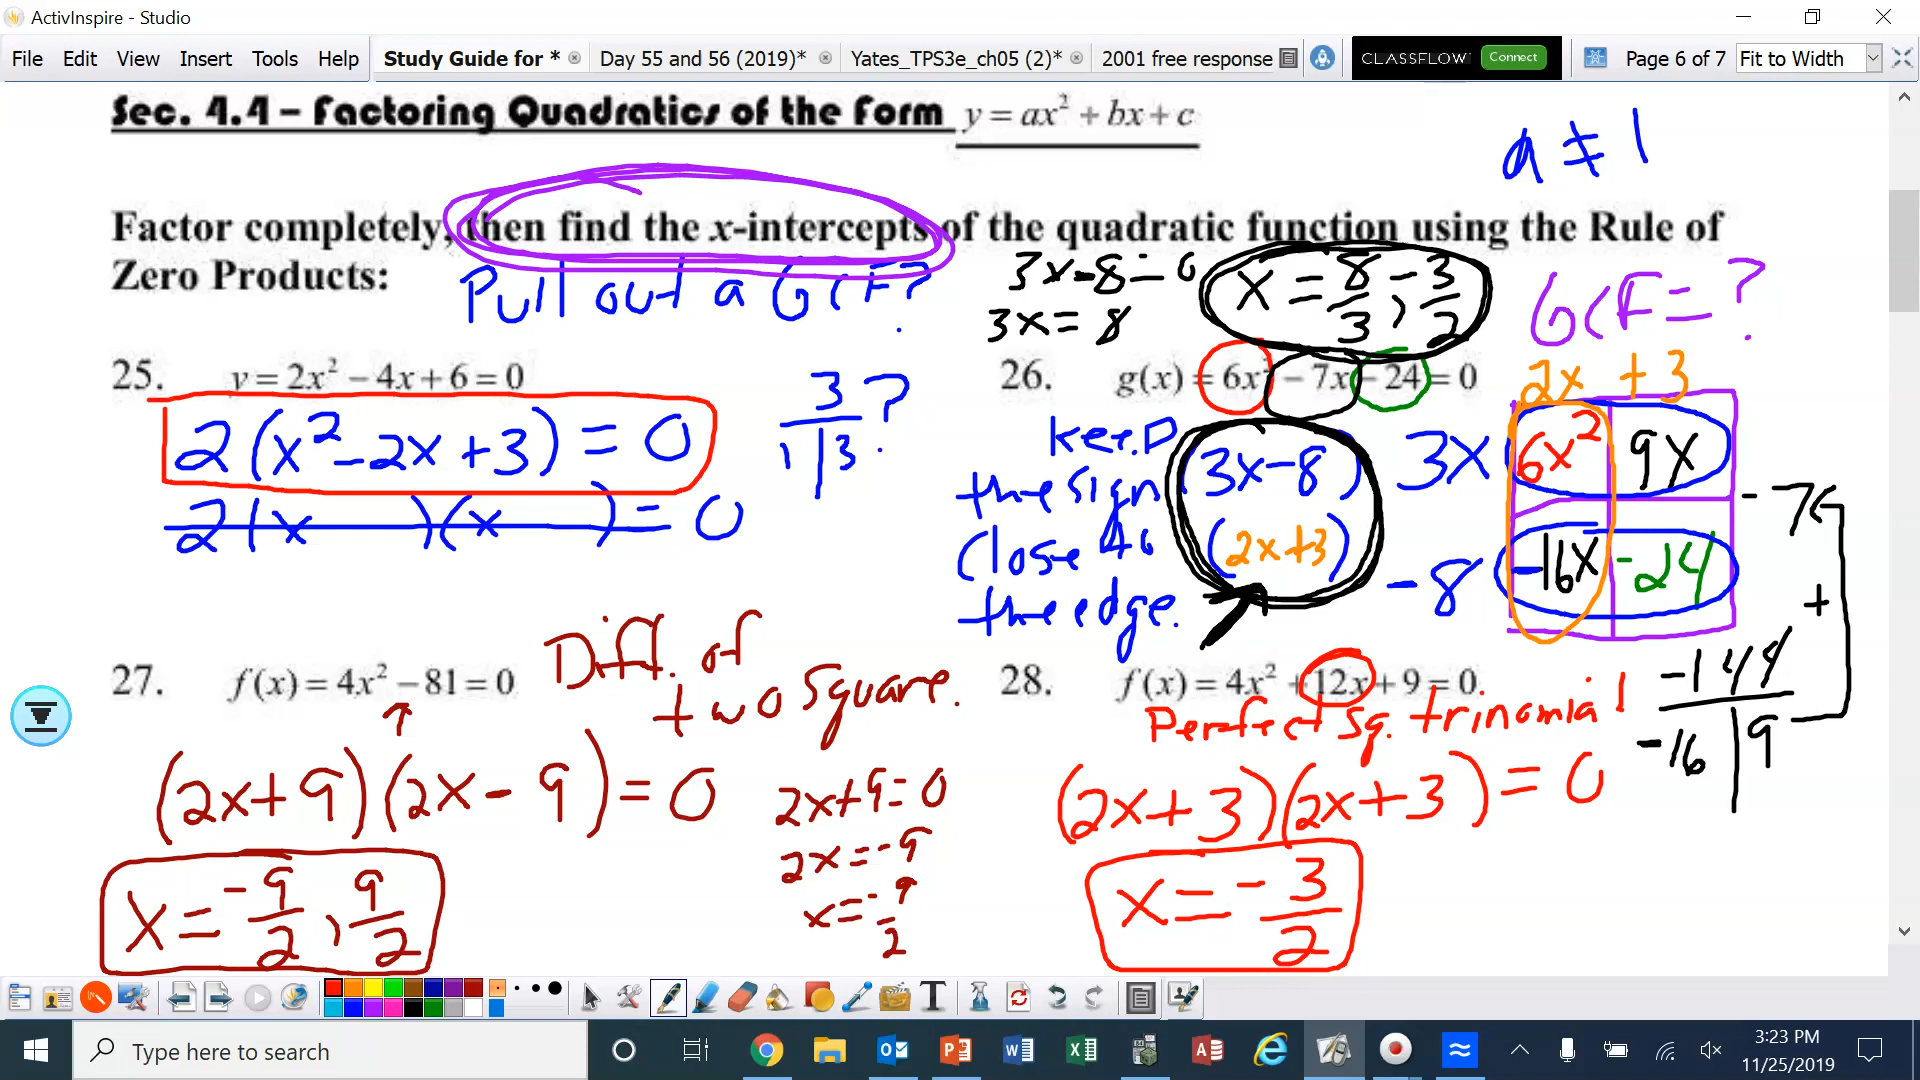 ActivInspire - Studio
File Edit View Insert Tools Help Study Guide for * Day 55 and 56 (2019)* Yates_TPS3e_ch05 (2)* 2001 free response CLASSFLOW Connect Page 6 of 7 Fit to Width
Sec. 4.4 – Factoring Quadratics of the Form y = ax² + bx + c
a ≠ 1
Factor completely, then find the x-intercepts of the quadratic function using the Rule of
Zero Products:
Pull out a GCF?
3x-8=0
3x = 8
x = 8/3, -3/2
GCF = ?
25. y = 2x² − 4x + 6 = 0
2(x² - 2x + 3) = 0
2(x )(x ) = 0
3 ?
1 | 3
26. g(x) = 6x² − 7x − 24 = 0
keep
the sign
close to
the edge.
(3x-8)
(2x+3)
2x +3
3x 6x² 9x
-8 -16x -24
-7x
+
-144
-16 | 9
27. f(x) = 4x² − 81 = 0
Diff. of
two square.
(2x+9)(2x-9) = 0
x = -9/2, 9/2
2x+9=0
2x=-9
x=-9/2
28. f(x) = 4x² + 12x + 9 = 0
Perfect Sq. trinomial
(2x+3)(2x+3) = 0
x = -3/2
Type here to search
3:23 PM
11/25/2019